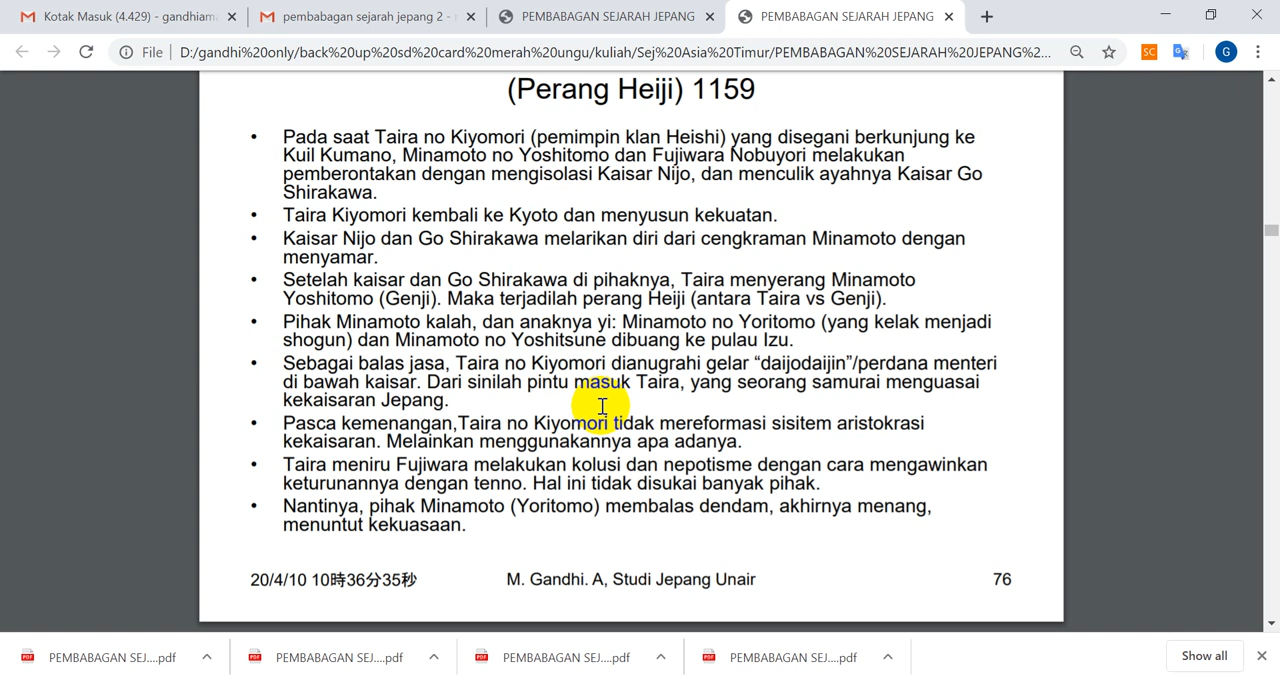 Kotak Masuk (4.429) - gandhiam
pembabagan sejarah jepang 2 -
PEMBABAGAN SEJARAH JEPANG
PEMBABAGAN SEJARAH JEPANG
File
D:/gandhi%20only/back%20up%20sd%20card%20merah%20ungu/kuliah/Sej%20Asia%20Timur/PEMBABAGAN%20SEJARAH%20JEPANG%2...
SC
G
(Perang Heiji) 1159
• Pada saat Taira no Kiyomori (pemimpin klan Heishi) yang disegani berkunjung ke
Kuil Kumano, Minamoto no Yoshitomo dan Fujiwara Nobuyori melakukan
pemberontakan dengan mengisolasi Kaisar Nijo, dan menculik ayahnya Kaisar Go
Shirakawa.
• Taira Kiyomori kembali ke Kyoto dan menyusun kekuatan.
• Kaisar Nijo dan Go Shirakawa melarikan diri dari cengkraman Minamoto dengan
menyamar.
• Setelah kaisar dan Go Shirakawa di pihaknya, Taira menyerang Minamoto
Yoshitomo (Genji). Maka terjadilah perang Heiji (antara Taira vs Genji).
• Pihak Minamoto kalah, dan anaknya yi: Minamoto no Yoritomo (yang kelak menjadi
shogun) dan Minamoto no Yoshitsune dibuang ke pulau Izu.
• Sebagai balas jasa, Taira no Kiyomori dianugrahi gelar “daijodaijin”/perdana menteri
di bawah kaisar. Dari sinilah pintu masuk Taira, yang seorang samurai menguasai
kekaisaran Jepang.
• Pasca kemenangan,Taira no Kiyomori tidak mereformasi sisitem aristokrasi
kekaisaran. Melainkan menggunakannya apa adanya.
• Taira meniru Fujiwara melakukan kolusi dan nepotisme dengan cara mengawinkan
keturunannya dengan tenno. Hal ini tidak disukai banyak pihak.
• Nantinya, pihak Minamoto (Yoritomo) membalas dendam, akhirnya menang,
menuntut kekuasaan.
20/4/10 10時36分35秒
M. Gandhi. A, Studi Jepang Unair
76
PEMBABAGAN SEJ....pdf
PEMBABAGAN SEJ....pdf
PEMBABAGAN SEJ....pdf
PEMBABAGAN SEJ....pdf
Show all